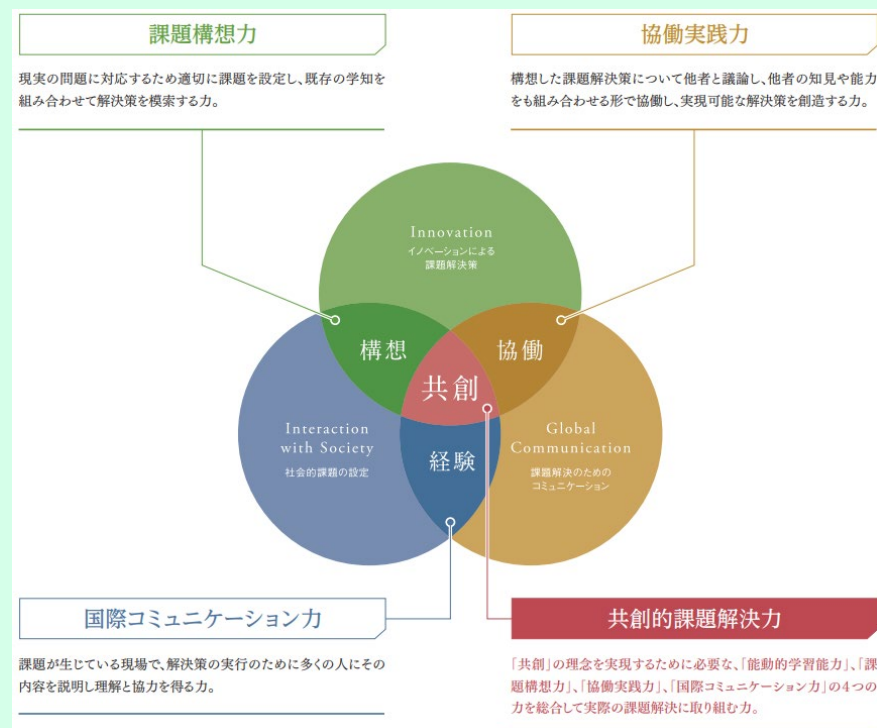 課題構想力
現実の問題に対応するため適切に課題を設定し、既存の学知を
組み合わせて解決策を模索する力。
協働実践力
構想した課題解決策について他者と議論し、他者の知見や能力
をも組み合わせる形で協働し、実現可能な解決策を創造する力。
Innovation
イノベーションによる
課題解決策
構想
協働
共創
Interaction
with Society
社会的課題の設定
経験
Global
Communication
課題解決のための
コミュニケーション
国際コミュニケーション力
課題が生じている現場で、解決策の実行のために多くの人にその
内容を説明し理解と協力を得る力。
共創的課題解決力
「共創」の理念を実現するために必要な、「能動的学習能力」、「課
題構想力」、「協働実践力」、「国際コミュニケーション力」の4つの
力を総合して実際の課題解決に取り組む力。